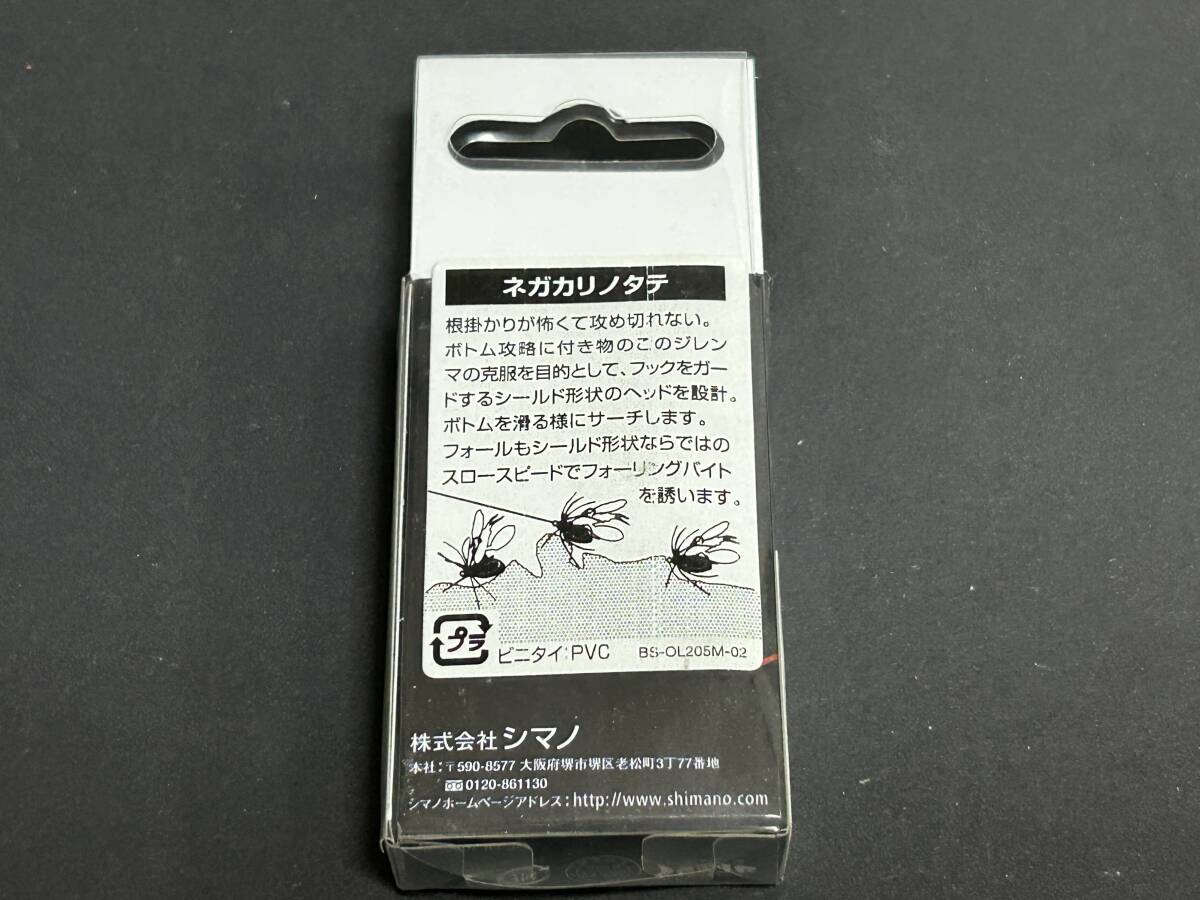 ネガカリノタテ
根掛かりが怖くて攻め切れない。
ボトム攻略に付き物のこのジレン
マの克服を目的として、フックをガー
ドするシールド形状のヘッドを設計。
ボトムを滑る様にサーチします。
フォールもシールド形状ならではの
スロースピードでフォーリングバイト
を誘います。
プラ
ビニタイ:PVC BS-OL205M-02
株式会社シマノ
本社:〒590-8577 大阪府堺市堺区老松町3丁77番地
0120-861130
シマノホームページアドレス:http://www.shimano.com